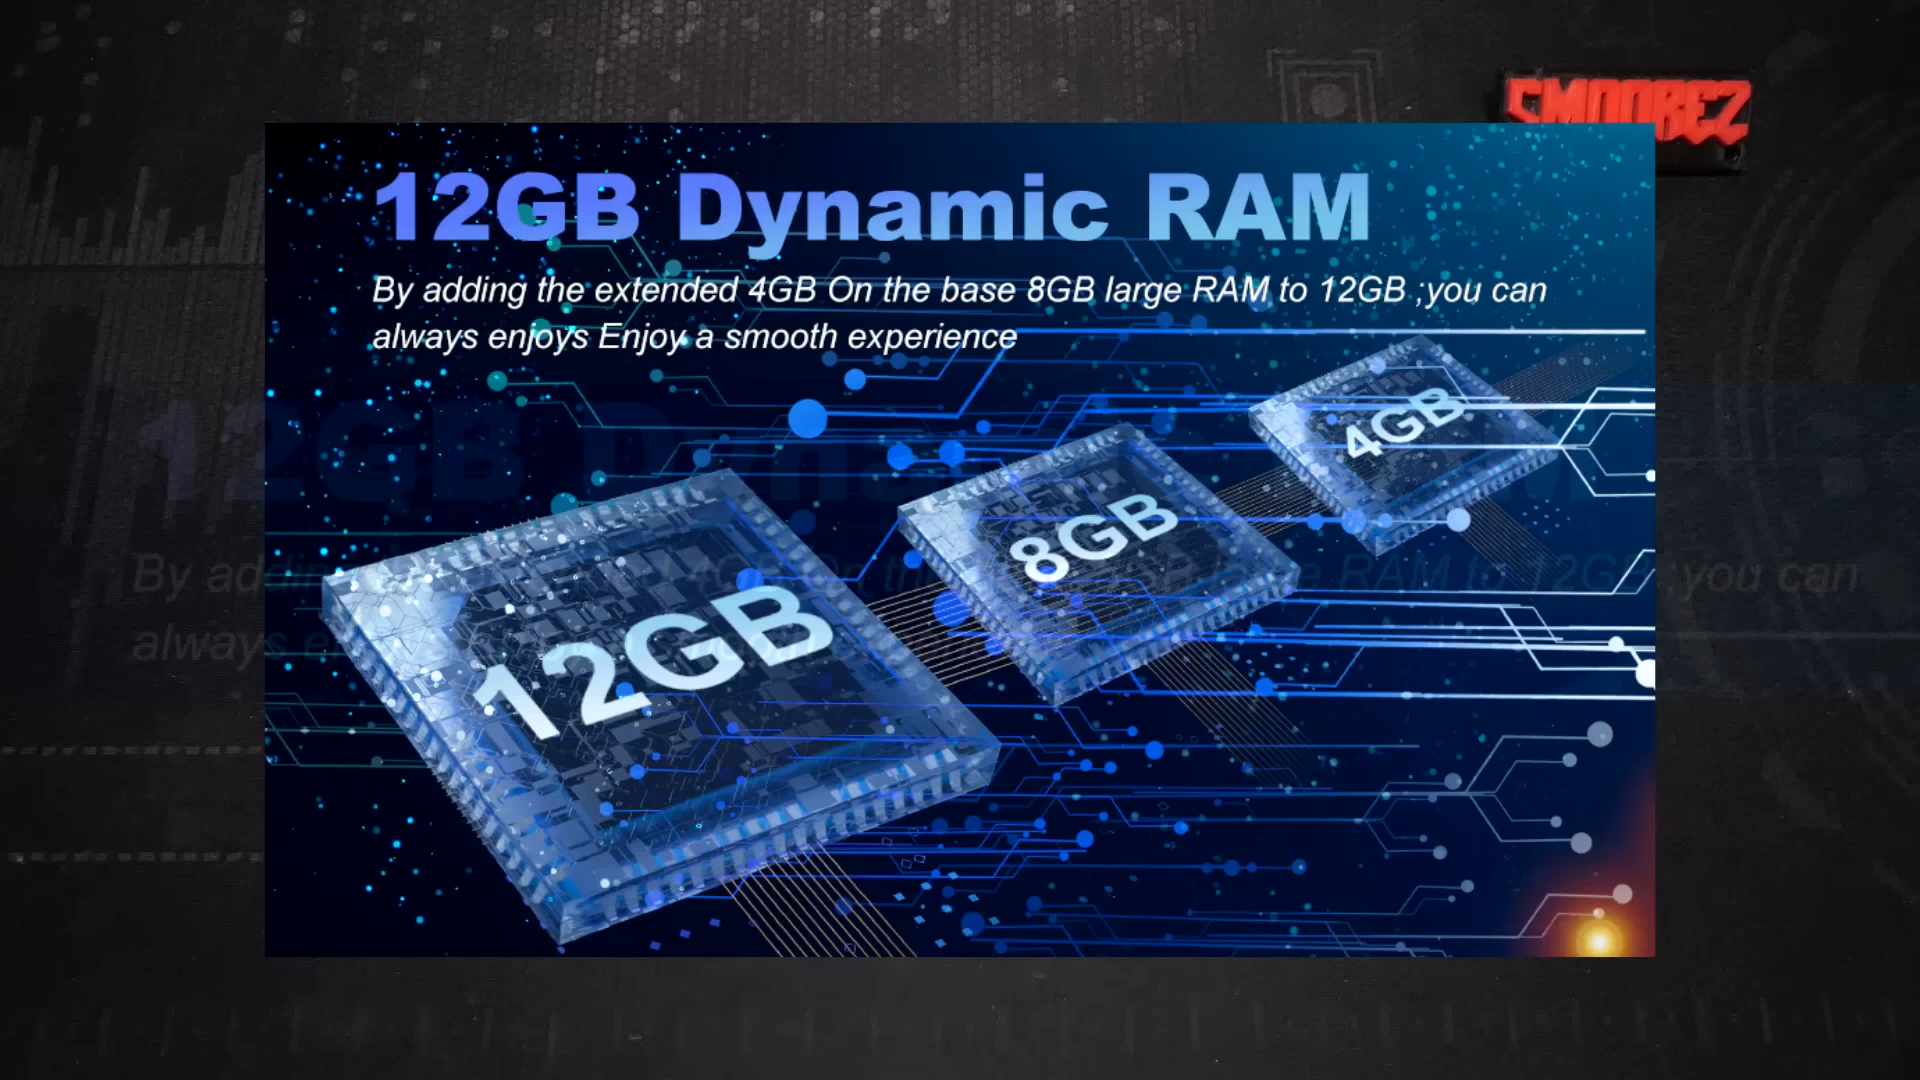 SMOOREZ
12GB Dynamic RAM
By adding the extended 4GB On the base 8GB large RAM to 12GB ;you can
always enjoys Enjoy a smooth experience
4GB
8GB
12GB